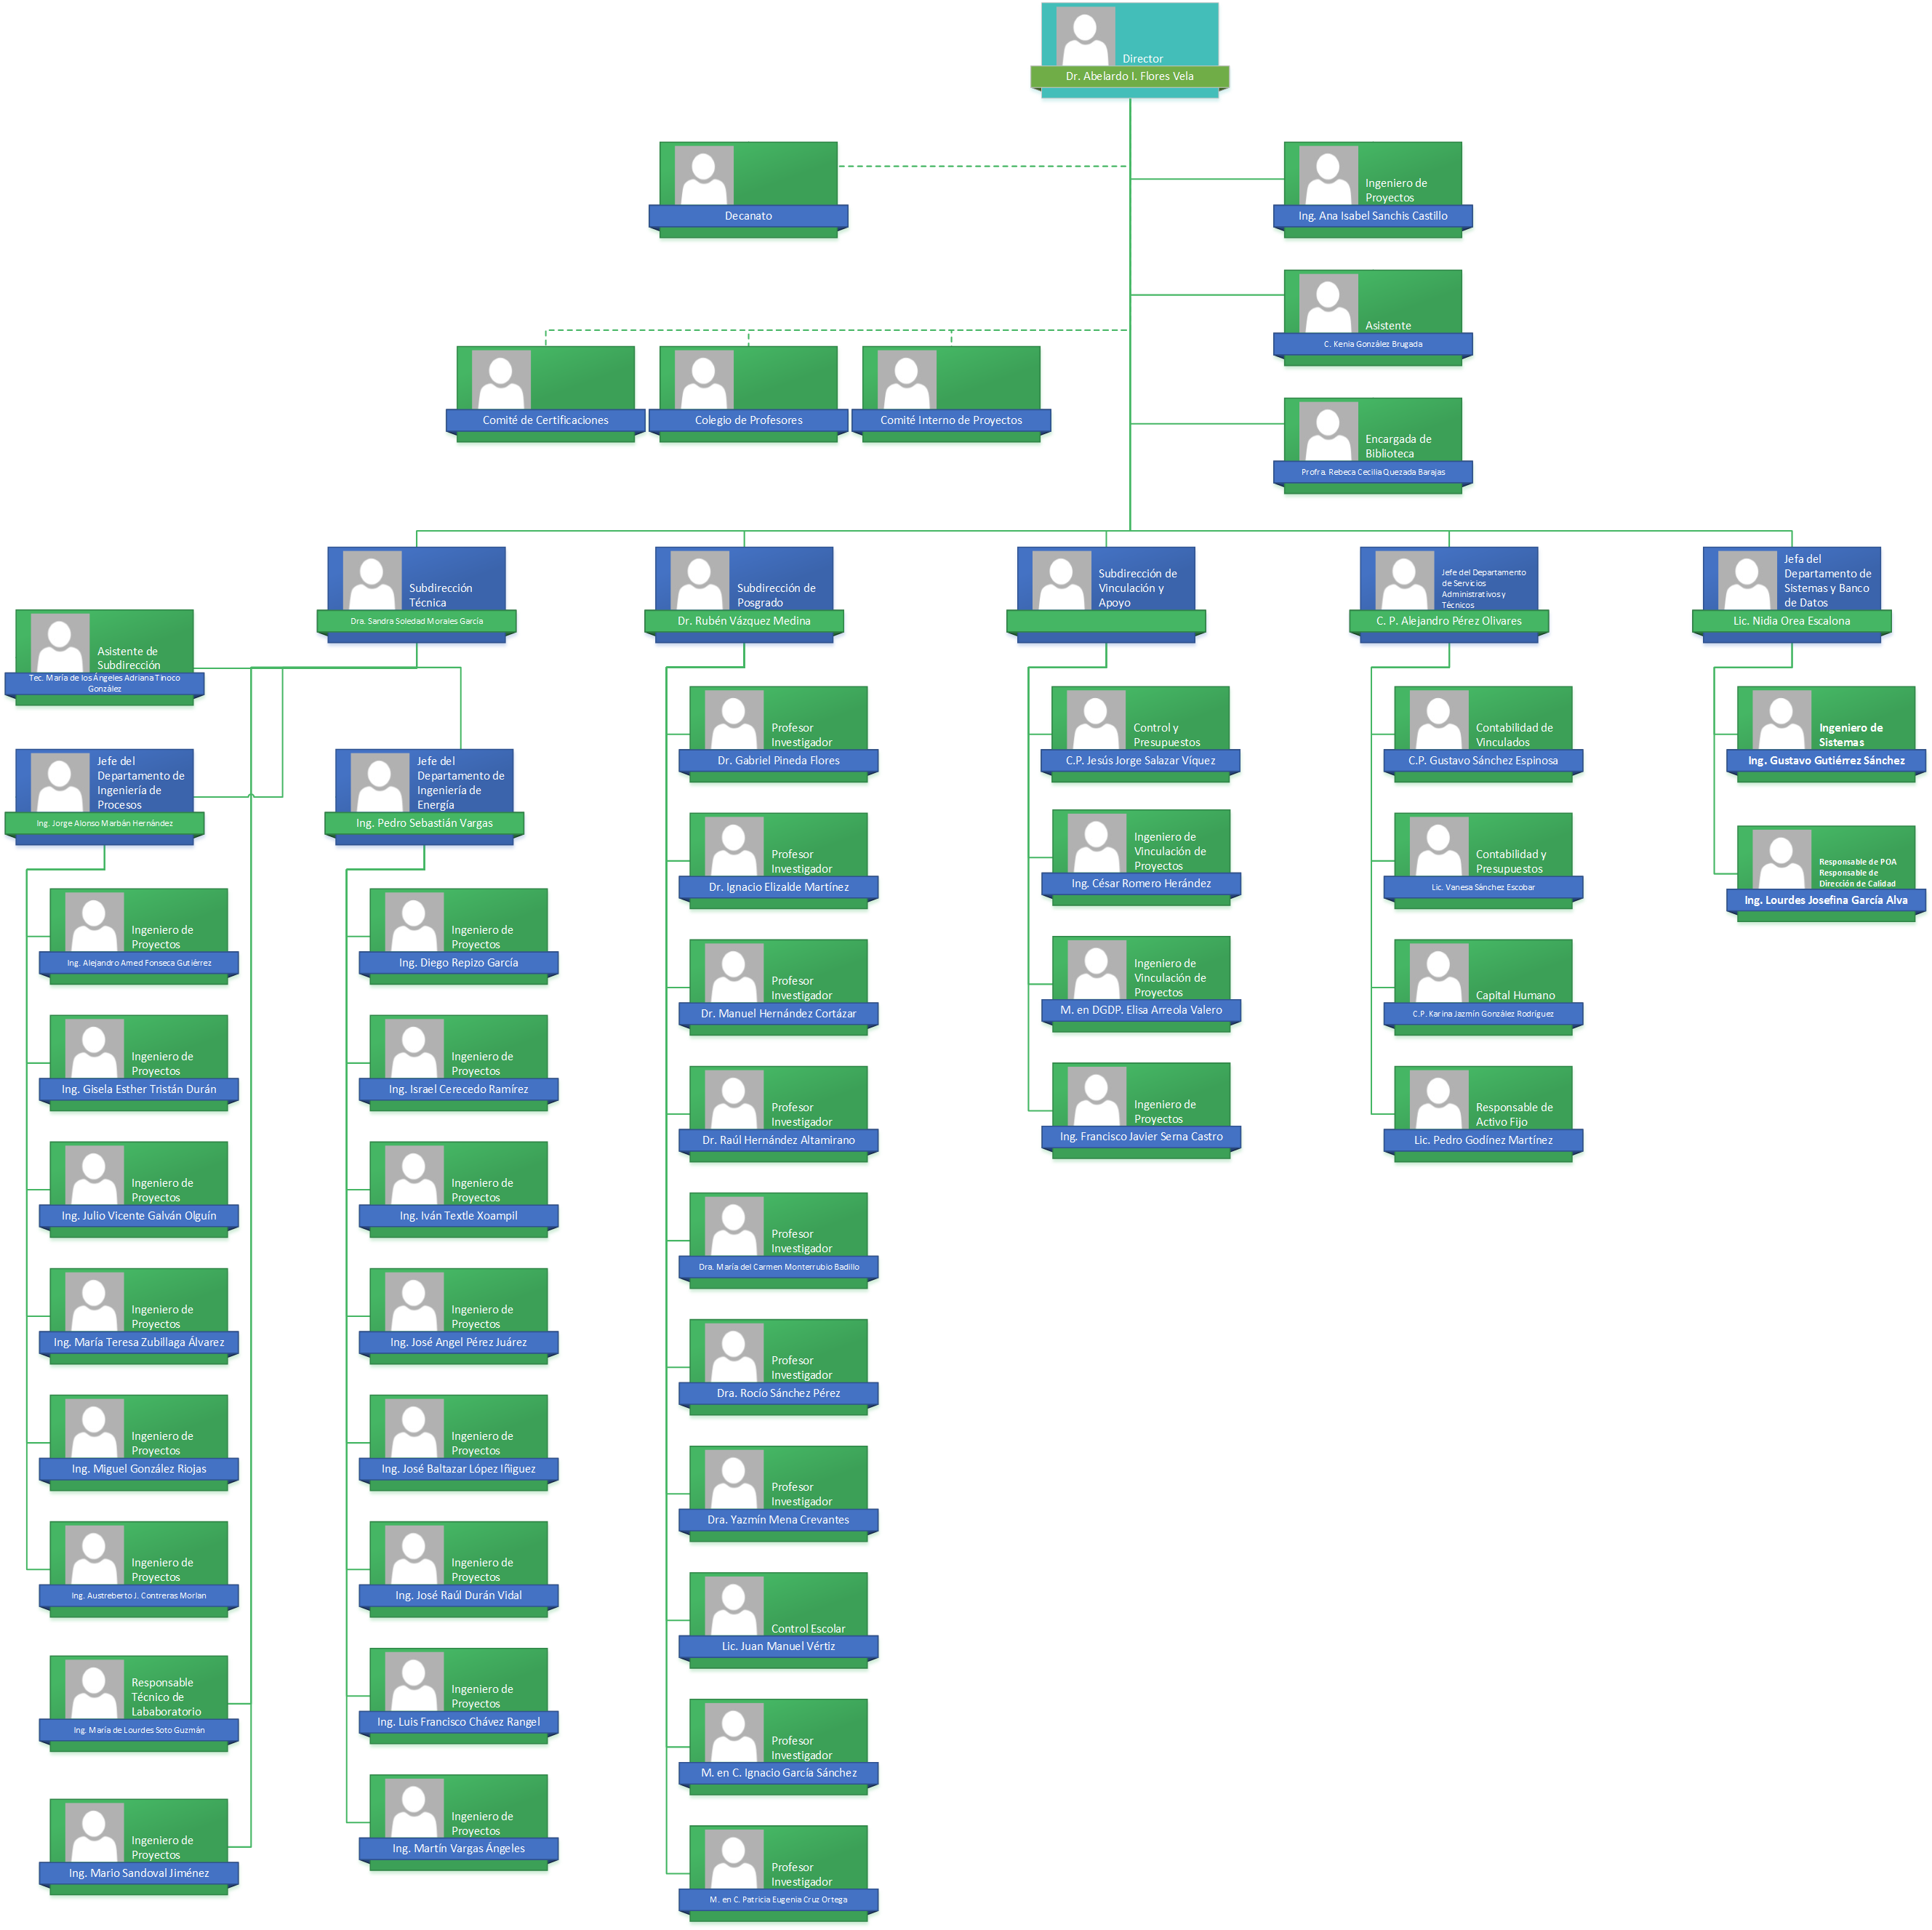 Director
Dr. Abelardo I. Flores Vela
Decanato
Ingeniero de
Proyectos
Ing. Ana Isabel Sanchis Castillo
Asistente
C. Kenia González Brugada
Comité de Certificaciones
Colegio de Profesores
Comité Interno de Proyectos
Encargada de
Biblioteca
Profra. Rebeca Cecilia Quezada Barajas
Subdirección
Técnica
Dra. Sandra Soledad Morales García
Subdirección de
Posgrado
Dr. Rubén Vázquez Medina
Subdirección de
Vinculación y
Apoyo
Jefe del Departamento
de Servicios
Administrativos y
Técnicos
C. P. Alejandro Pérez Olivares
Jefa del
Departamento de
Sistemas y Banco
de Datos
Lic. Nidia Orea Escalona
Asistente de
Subdirección
Tec. María de los Ángeles Adriana Tinoco
González
Jefe del
Departamento de
Ingeniería de
Procesos
Ing. Jorge Alonso Marbán Hernández
Jefe del
Departamento de
Ingeniería de
Energía
Ing. Pedro Sebastián Vargas
Ingeniero de
Proyectos
Ing. Alejandro Amed Fonseca Gutiérrez
Ingeniero de
Proyectos
Ing. Gisela Esther Tristán Durán
Ingeniero de
Proyectos
Ing. Julio Vicente Galván Olguín
Ingeniero de
Proyectos
Ing. María Teresa Zubillaga Álvarez
Ingeniero de
Proyectos
Ing. Miguel González Riojas
Ingeniero de
Proyectos
Ing. Austreberto J. Contreras Morlan
Responsable
Técnico de
Lababoratorio
Ing. María de Lourdes Soto Guzmán
Ingeniero de
Proyectos
Ing. Mario Sandoval Jiménez
Ingeniero de
Proyectos
Ing. Diego Repizo García
Ingeniero de
Proyectos
Ing. Israel Cerecedo Ramírez
Ingeniero de
Proyectos
Ing. Iván Textle Xoampil
Ingeniero de
Proyectos
Ing. José Angel Pérez Juárez
Ingeniero de
Proyectos
Ing. José Baltazar López Iñiguez
Ingeniero de
Proyectos
Ing. José Raúl Durán Vidal
Ingeniero de
Proyectos
Ing. Luis Francisco Chávez Rangel
Ingeniero de
Proyectos
Ing. Martín Vargas Ángeles
Profesor
Investigador
Dr. Gabriel Pineda Flores
Profesor
Investigador
Dr. Ignacio Elizalde Martínez
Profesor
Investigador
Dr. Manuel Hernández Cortázar
Profesor
Investigador
Dr. Raúl Hernández Altamirano
Profesor
Investigador
Dra. María del Carmen Monterrubio Badillo
Profesor
Investigador
Dra. Rocío Sánchez Pérez
Profesor
Investigador
Dra. Yazmín Mena Crevantes
Control Escolar
Lic. Juan Manuel Vértiz
Profesor
Investigador
M. en C. Ignacio García Sánchez
Profesor
Investigador
M. en C. Patricia Eugenia Cruz Ortega
Control y
Presupuestos
C.P. Jesús Jorge Salazar Víquez
Ingeniero de
Vinculación de
Proyectos
Ing. César Romero Herández
Ingeniero de
Vinculación de
Proyectos
M. en DGDP. Elisa Arreola Valero
Ingeniero de
Proyectos
Ing. Francisco Javier Serna Castro
Contabilidad de
Vinculados
C.P. Gustavo Sánchez Espinosa
Contabilidad y
Presupuestos
Lic. Vanesa Sánchez Escobar
Capital Humano
C.P. Karina Jazmín González Rodríguez
Responsable de
Activo Fijo
Lic. Pedro Godínez Martínez
Ingeniero de
Sistemas
Ing. Gustavo Gutiérrez Sánchez
Responsable de POA
Responsable de
Dirección de Calidad
Ing. Lourdes Josefina García Alva